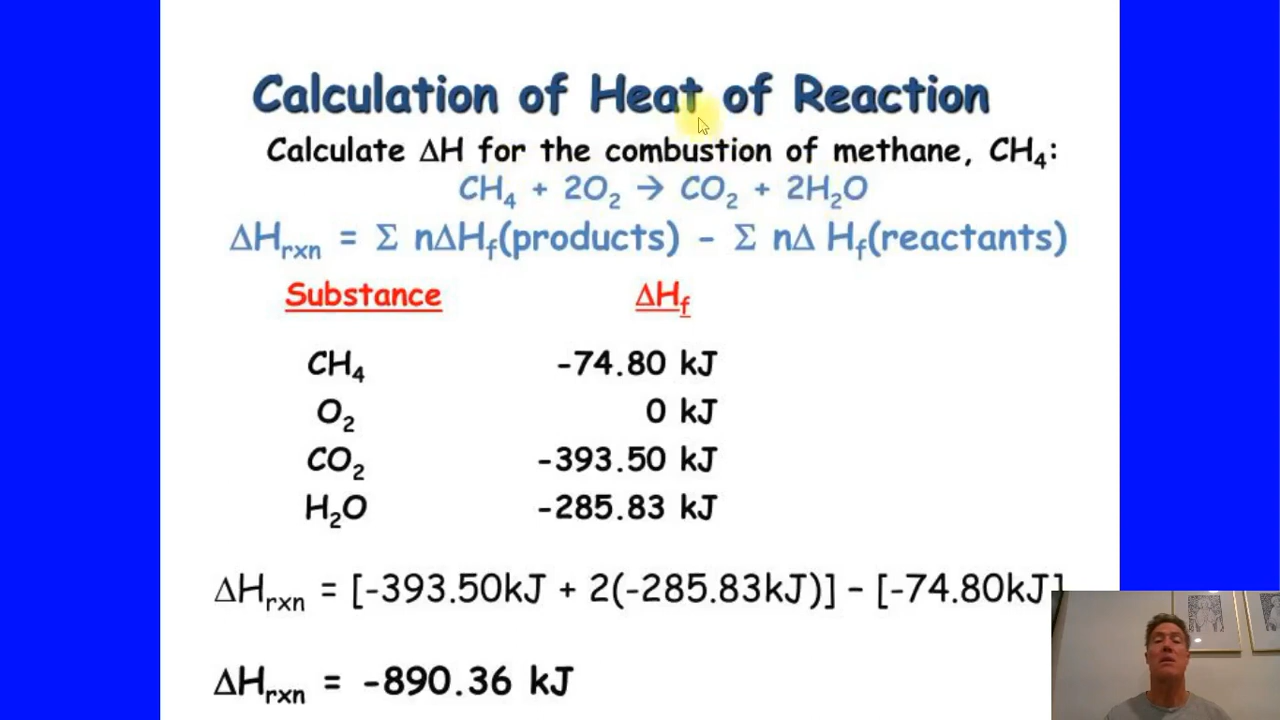 Calculation of Heat of Reaction
Calculate ΔH for the combustion of methane, CH₄:
CH₄ + 2O₂ → CO₂ + 2H₂O
ΔHrxn = Σ nΔHf(products) - Σ nΔ Hf(reactants)
Substance ΔHf
CH₄ -74.80 kJ
O₂ 0 kJ
CO₂ -393.50 kJ
H₂O -285.83 kJ
ΔHrxn = [-393.50kJ + 2(-285.83kJ)] – [-74.80kJ]
ΔHrxn = -890.36 kJ